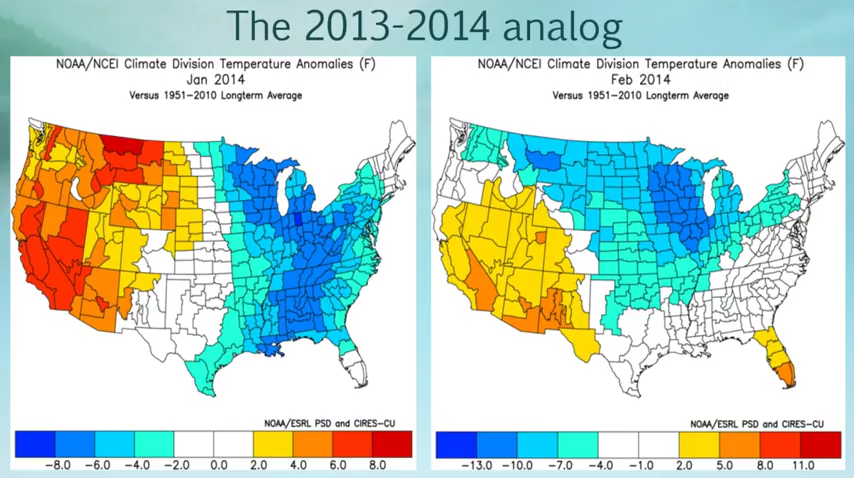 The 2013-2014 analog
NOAA/NCEI Climate Division Temperature Anomalies (F)
Jan 2014
Versus 1951-2010 Longterm Average
NOAA/ESRL PSD and CIRES-CU
-8.0 -6.0 -4.0 -2.0 0.0 2.0 4.0 6.0 8.0
NOAA/NCEI Climate Division Temperature Anomalies (F)
Feb 2014
Versus 1951-2010 Longterm Average
NOAA/ESRL PSD and CIRES-CU
-13.0 -10.0 -7.0 -4.0 -1.0 2.0 5.0 8.0 11.0